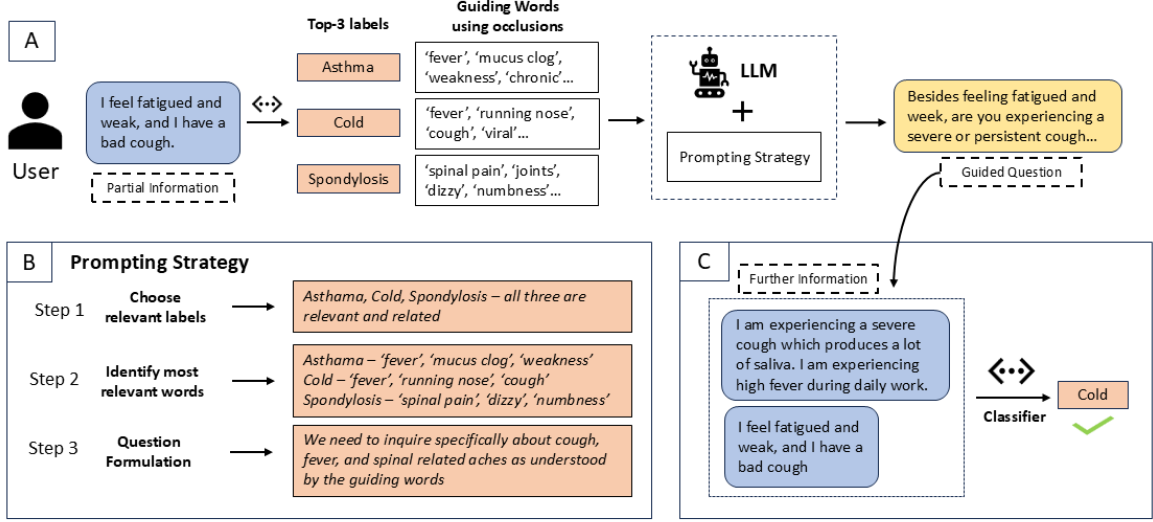 A
Top-3 labels
Guiding Words
using occlusions
I feel fatigued and
weak, and I have a
bad cough.
User
Partial Information
Asthma
Cold
Spondylosis
‘fever’, ‘mucus clog’,
‘weakness’, ‘chronic’...
‘fever’, ‘running nose’,
‘cough’, ‘viral’...
‘spinal pain’, ‘joints’,
‘dizzy’, ‘numbness’...
LLM
+
Prompting Strategy
Besides feeling fatigued and
week, are you experiencing a
severe or persistent cough...
Guided Question
B
Prompting Strategy
Step 1
Choose
relevant labels
Asthama, Cold, Spondylosis – all three are
relevant and related
Step 2
Identify most
relevant words
Asthma – ‘fever’, ‘mucus clog’, ‘weakness’
Cold – ‘fever’, ‘running nose’, ‘cough’
Spondylosis – ‘spinal pain’, ‘dizzy’, ‘numbness’
Step 3
Question
Formulation
We need to inquire specifically about cough,
fever, and spinal related aches as understood
by the guiding words
C
Further Information
I am experiencing a severe
cough which produces a lot
of saliva. I am experiencing
high fever during daily work.
I feel fatigued and
weak, and I have a
bad cough
Classifier
Cold